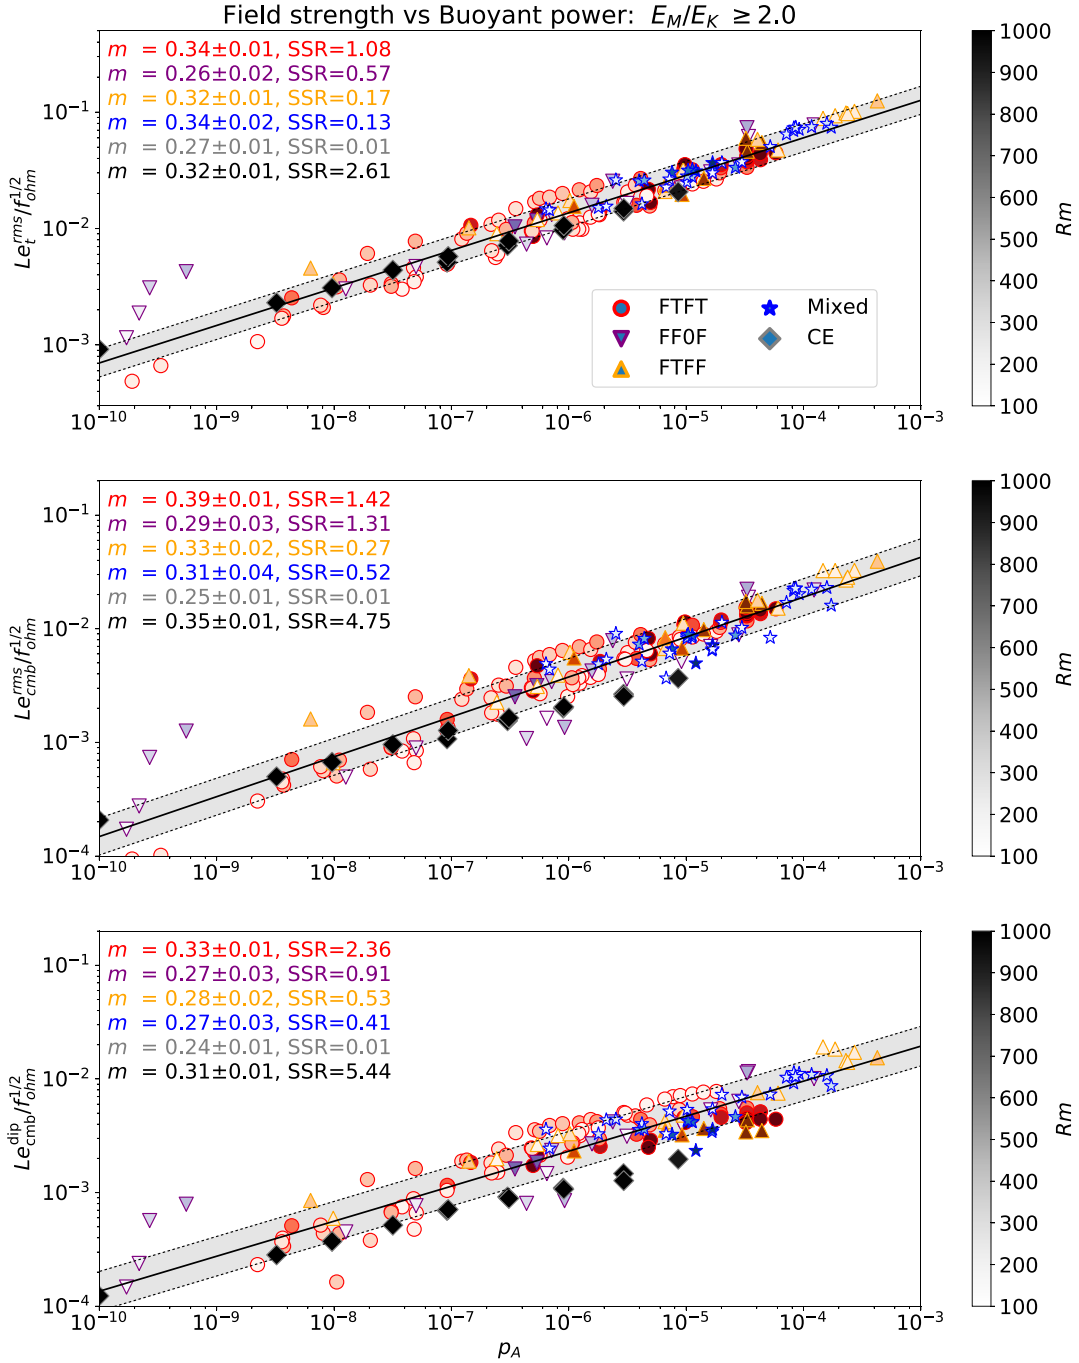 Field strength vs Buoyant power: E_M/E_K ≥ 2.0
m = 0.34±0.01, SSR=1.08
m = 0.26±0.02, SSR=0.57
m = 0.32±0.01, SSR=0.17
m = 0.34±0.02, SSR=0.13
m = 0.27±0.01, SSR=0.01
m = 0.32±0.01, SSR=2.61
10⁻¹
10⁻²
10⁻³
Le_t^{rms}/f_{ohm}^{1/2}
FTFT
FF0F
FTFF
Mixed
CE
10⁻¹⁰ 10⁻⁹ 10⁻⁸ 10⁻⁷ 10⁻⁶ 10⁻⁵ 10⁻⁴ 10⁻³
1000
900
800
700
600
500
400
300
200
100
Rm
m = 0.39±0.01, SSR=1.42
m = 0.29±0.03, SSR=1.31
m = 0.33±0.02, SSR=0.27
m = 0.31±0.04, SSR=0.52
m = 0.25±0.01, SSR=0.01
m = 0.35±0.01, SSR=4.75
10⁻¹
10⁻²
10⁻³
10⁻⁴
Le_{cmb}^{rms}/f_{ohm}^{1/2}
10⁻¹⁰ 10⁻⁹ 10⁻⁸ 10⁻⁷ 10⁻⁶ 10⁻⁵ 10⁻⁴ 10⁻³
1000
900
800
700
600
500
400
300
200
100
Rm
m = 0.33±0.01, SSR=2.36
m = 0.27±0.03, SSR=0.91
m = 0.28±0.02, SSR=0.53
m = 0.27±0.03, SSR=0.41
m = 0.24±0.01, SSR=0.01
m = 0.31±0.01, SSR=5.44
10⁻¹
10⁻²
10⁻³
10⁻⁴
Le_{cmb}^{dip}/f_{ohm}^{1/2}
10⁻¹⁰ 10⁻⁹ 10⁻⁸ 10⁻⁷ 10⁻⁶ 10⁻⁵ 10⁻⁴ 10⁻³
p_A
1000
900
800
700
600
500
400
300
200
100
Rm